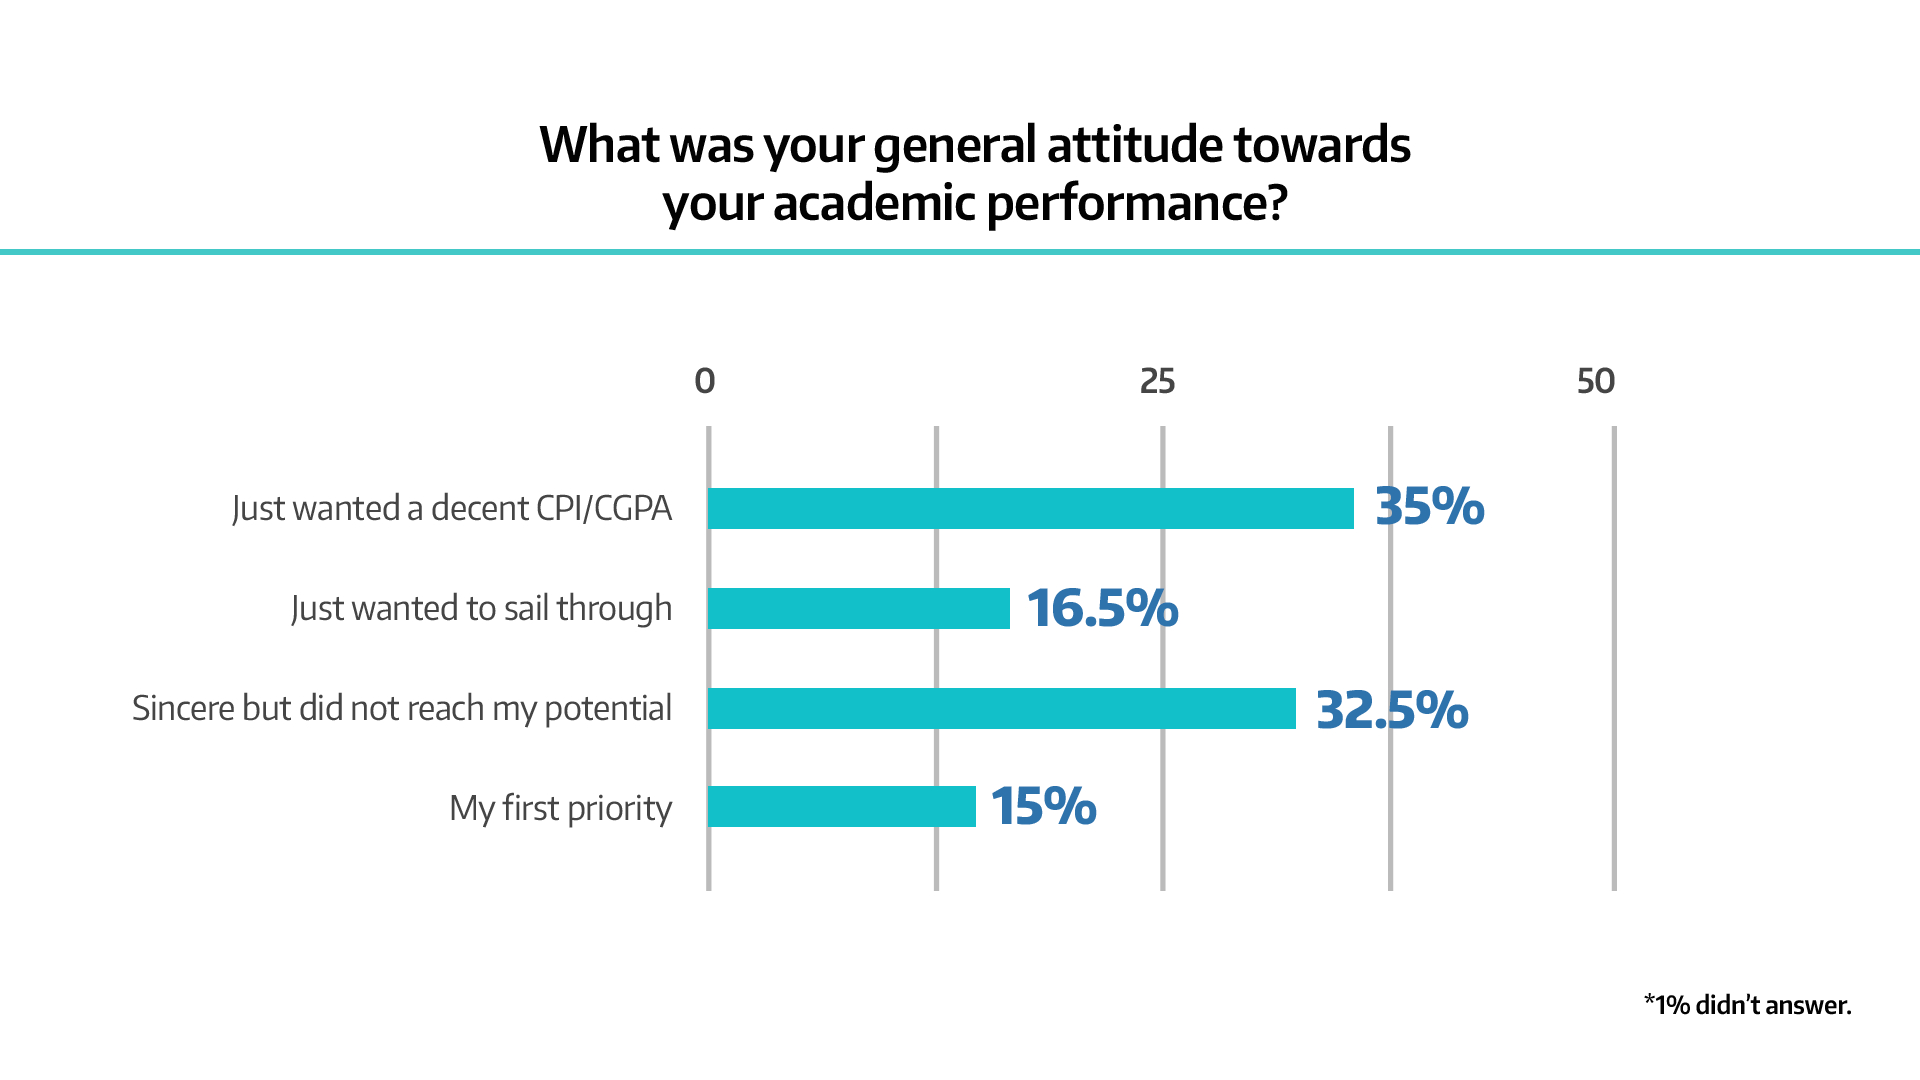 What was your general attitude towards
your academic performance?
0 25 50
Just wanted a decent CPI/CGPA 35%
Just wanted to sail through 16.5%
Sincere but did not reach my potential 32.5%
My first priority 15%
*1% didn't answer.